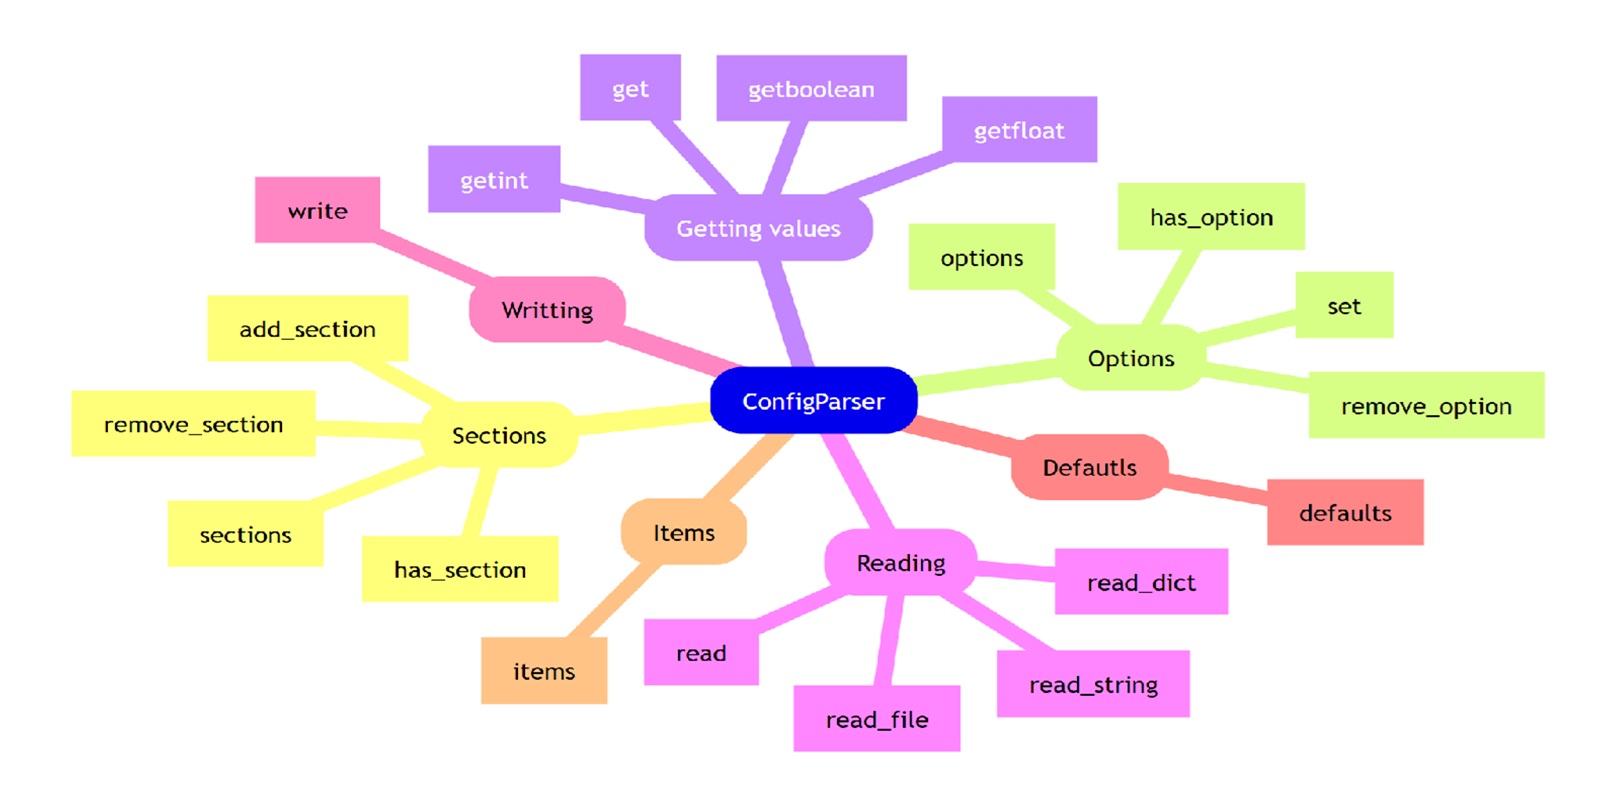 get
getboolean
getfloat
getint
write
Getting values
has_option
options
Writting
set
add_section
Options
ConfigParser
remove_option
remove_section
Sections
Defautls
defaults
sections
Items
has_section
Reading
read_dict
items
read
read_string
read_file